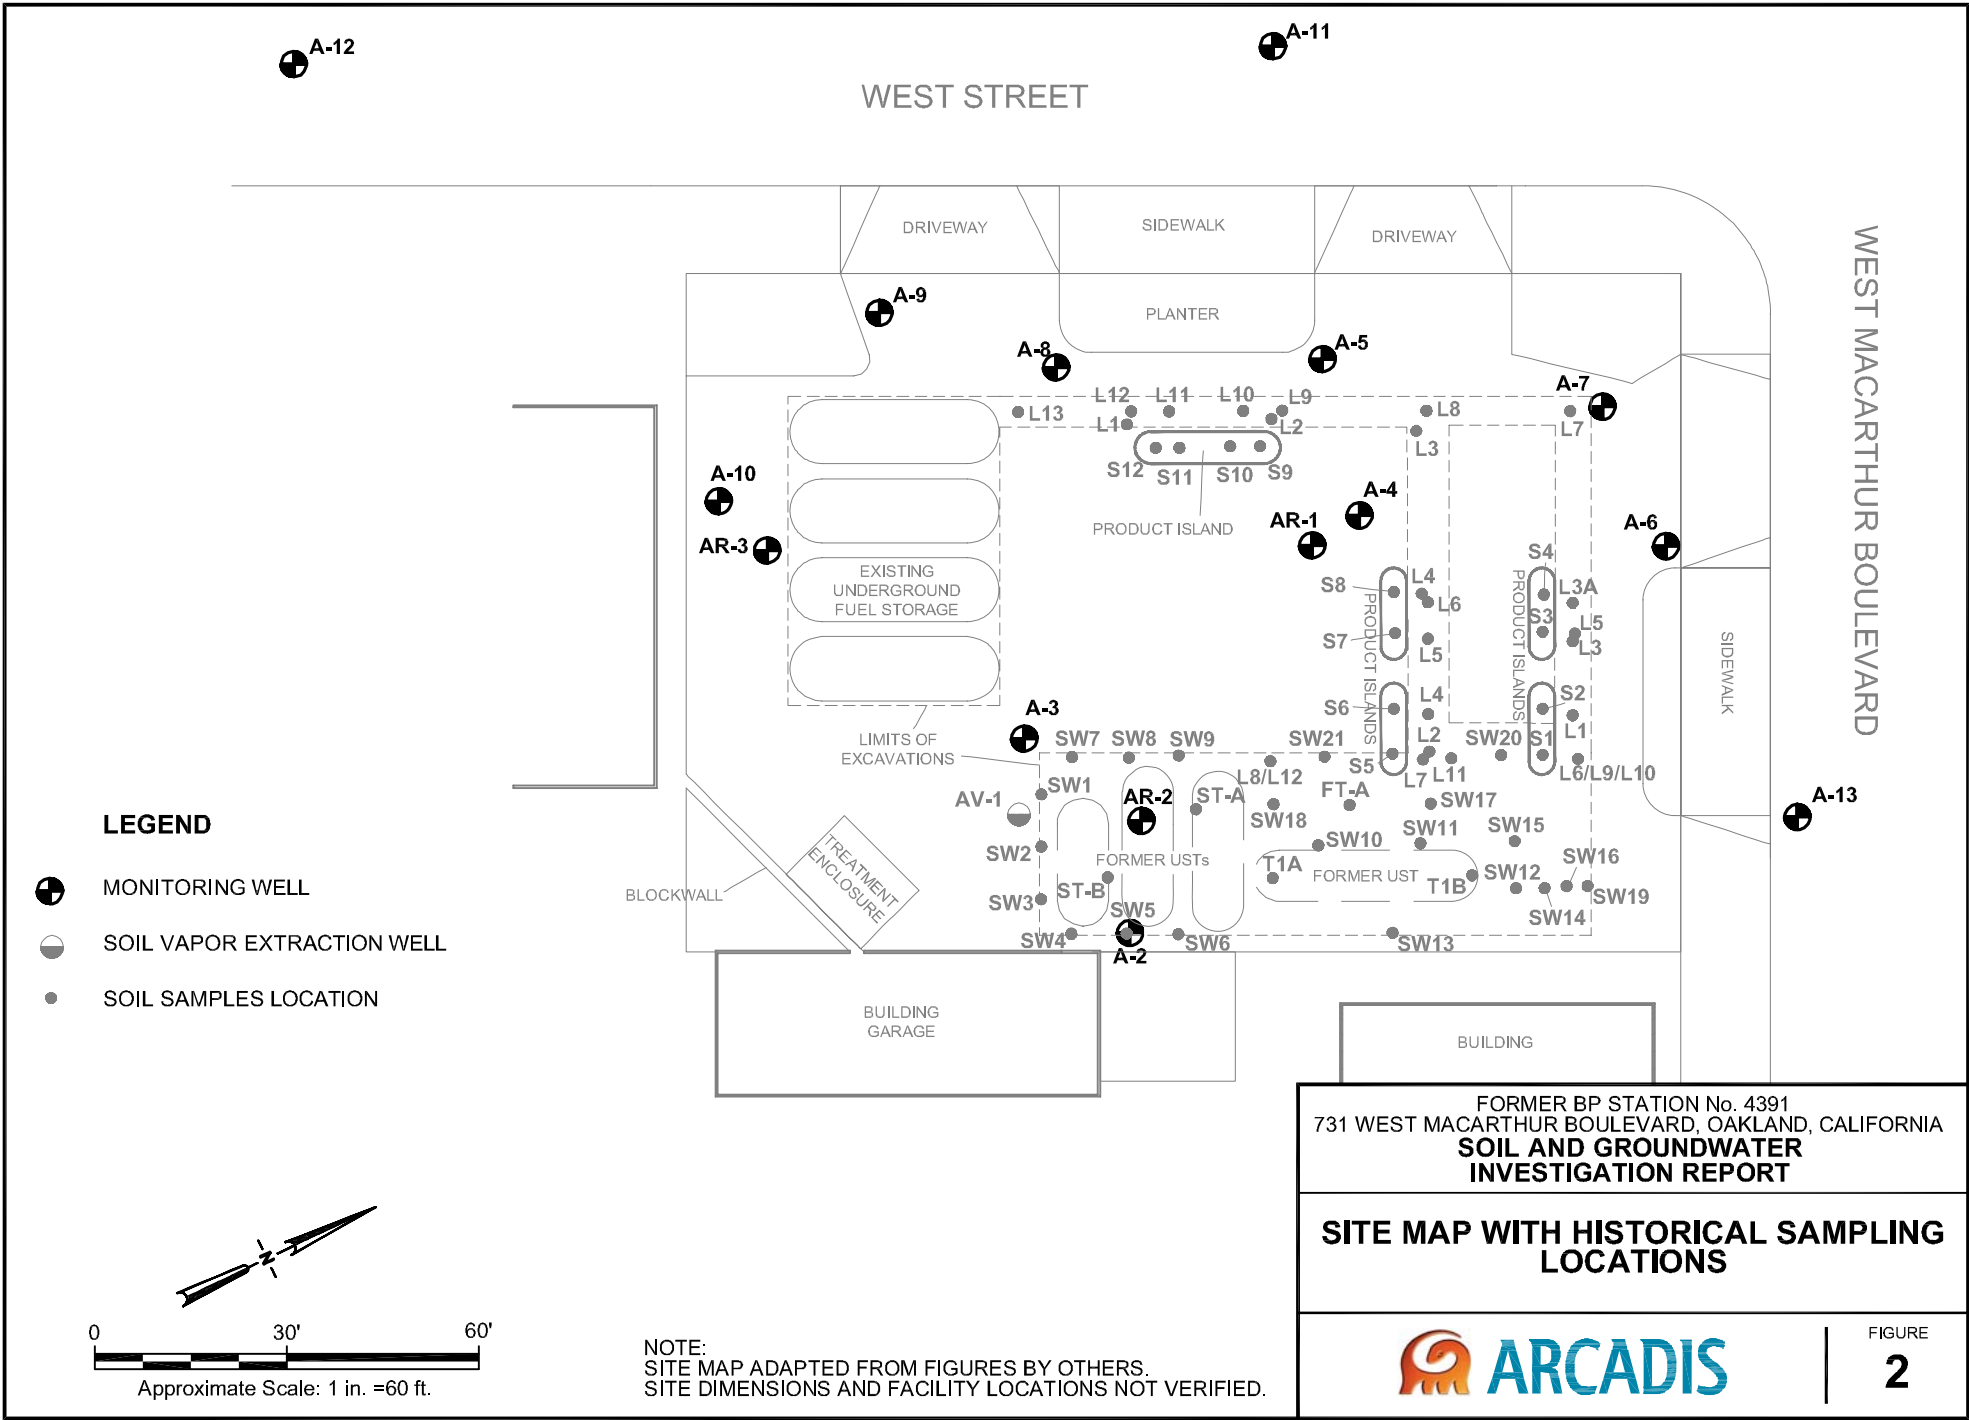 A-12
A-11
WEST STREET
DRIVEWAY
SIDEWALK
DRIVEWAY
WEST MACARTHUR BOULEVARD
A-9
PLANTER
A-8
A-5
A-7
L13
L12
L11
L10
L9
L8
L7
L1
L2
L3
S12
S11
S10
S9
A-10
A-4
PRODUCT ISLAND
AR-1
A-6
AR-3
EXISTING
UNDERGROUND
FUEL STORAGE
S8
L4
L6
S4
L3A
S7
L5
S3
L5
L3
PRODUCT ISLANDS
PRODUCT ISLANDS
SIDEWALK
S6
L4
S2
L1
A-3
LIMITS OF
EXCAVATIONS
SW7
SW8
SW9
SW21
L2
SW20
S1
L8/L12
S5
L7
L11
L6/L9/L10
AV-1
SW1
AR-2
ST-A
FT-A
SW17
A-13
SW18
SW2
SW10
SW11
SW15
TREATMENT
ENCLOSURE
FORMER USTs
T1A
FORMER UST
T1B
SW12
SW16
BLOCKWALL
ST-B
SW3
SW5
SW14
SW19
SW4
A-2
SW6
SW13
LEGEND
MONITORING WELL
SOIL VAPOR EXTRACTION WELL
SOIL SAMPLES LOCATION
BUILDING
GARAGE
BUILDING
N
0 30' 60'
Approximate Scale: 1 in. =60 ft.
NOTE:
SITE MAP ADAPTED FROM FIGURES BY OTHERS.
SITE DIMENSIONS AND FACILITY LOCATIONS NOT VERIFIED.
FORMER BP STATION No. 4391
731 WEST MACARTHUR BOULEVARD, OAKLAND, CALIFORNIA
SOIL AND GROUNDWATER
INVESTIGATION REPORT
SITE MAP WITH HISTORICAL SAMPLING
LOCATIONS
ARCADIS
FIGURE
2